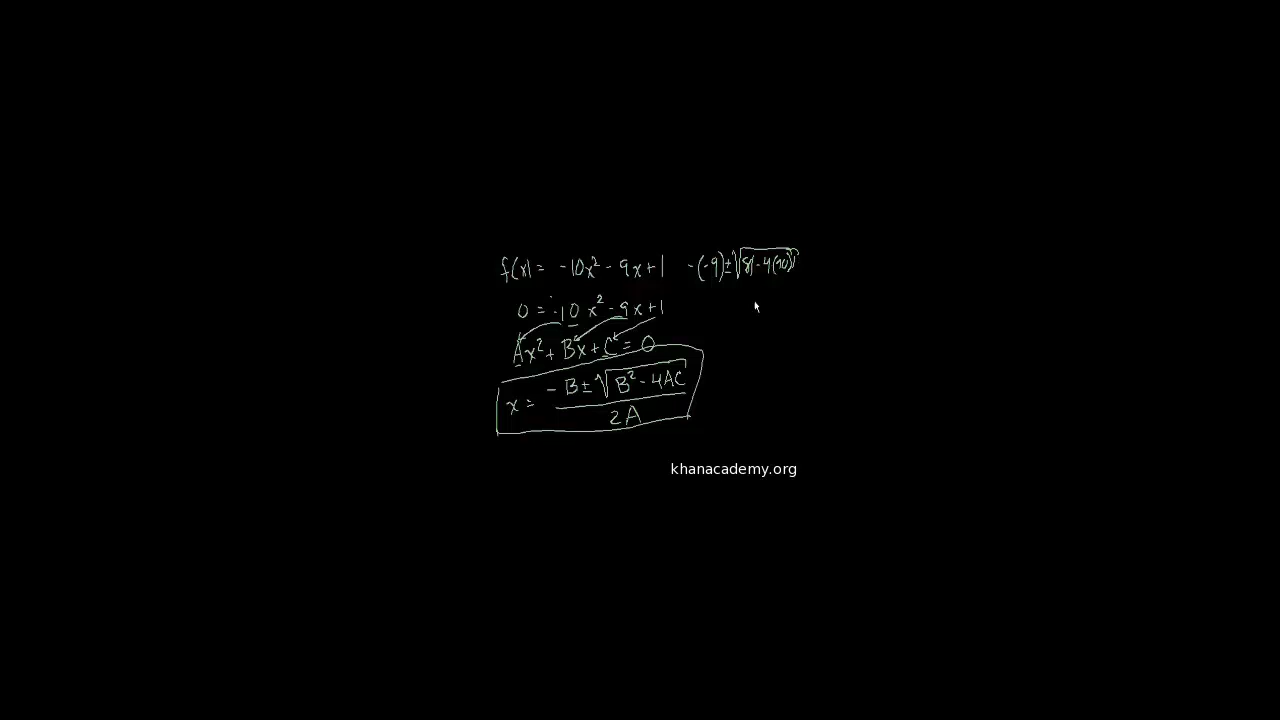 f(x) = -10x² - 9x + 1
-(-9) ± √81 - 4(-10)1
0 = -10x² - 9x + 1
Ax² + Bx + C = 0
x = -B ± √B² - 4AC
2A
khanacademy.org